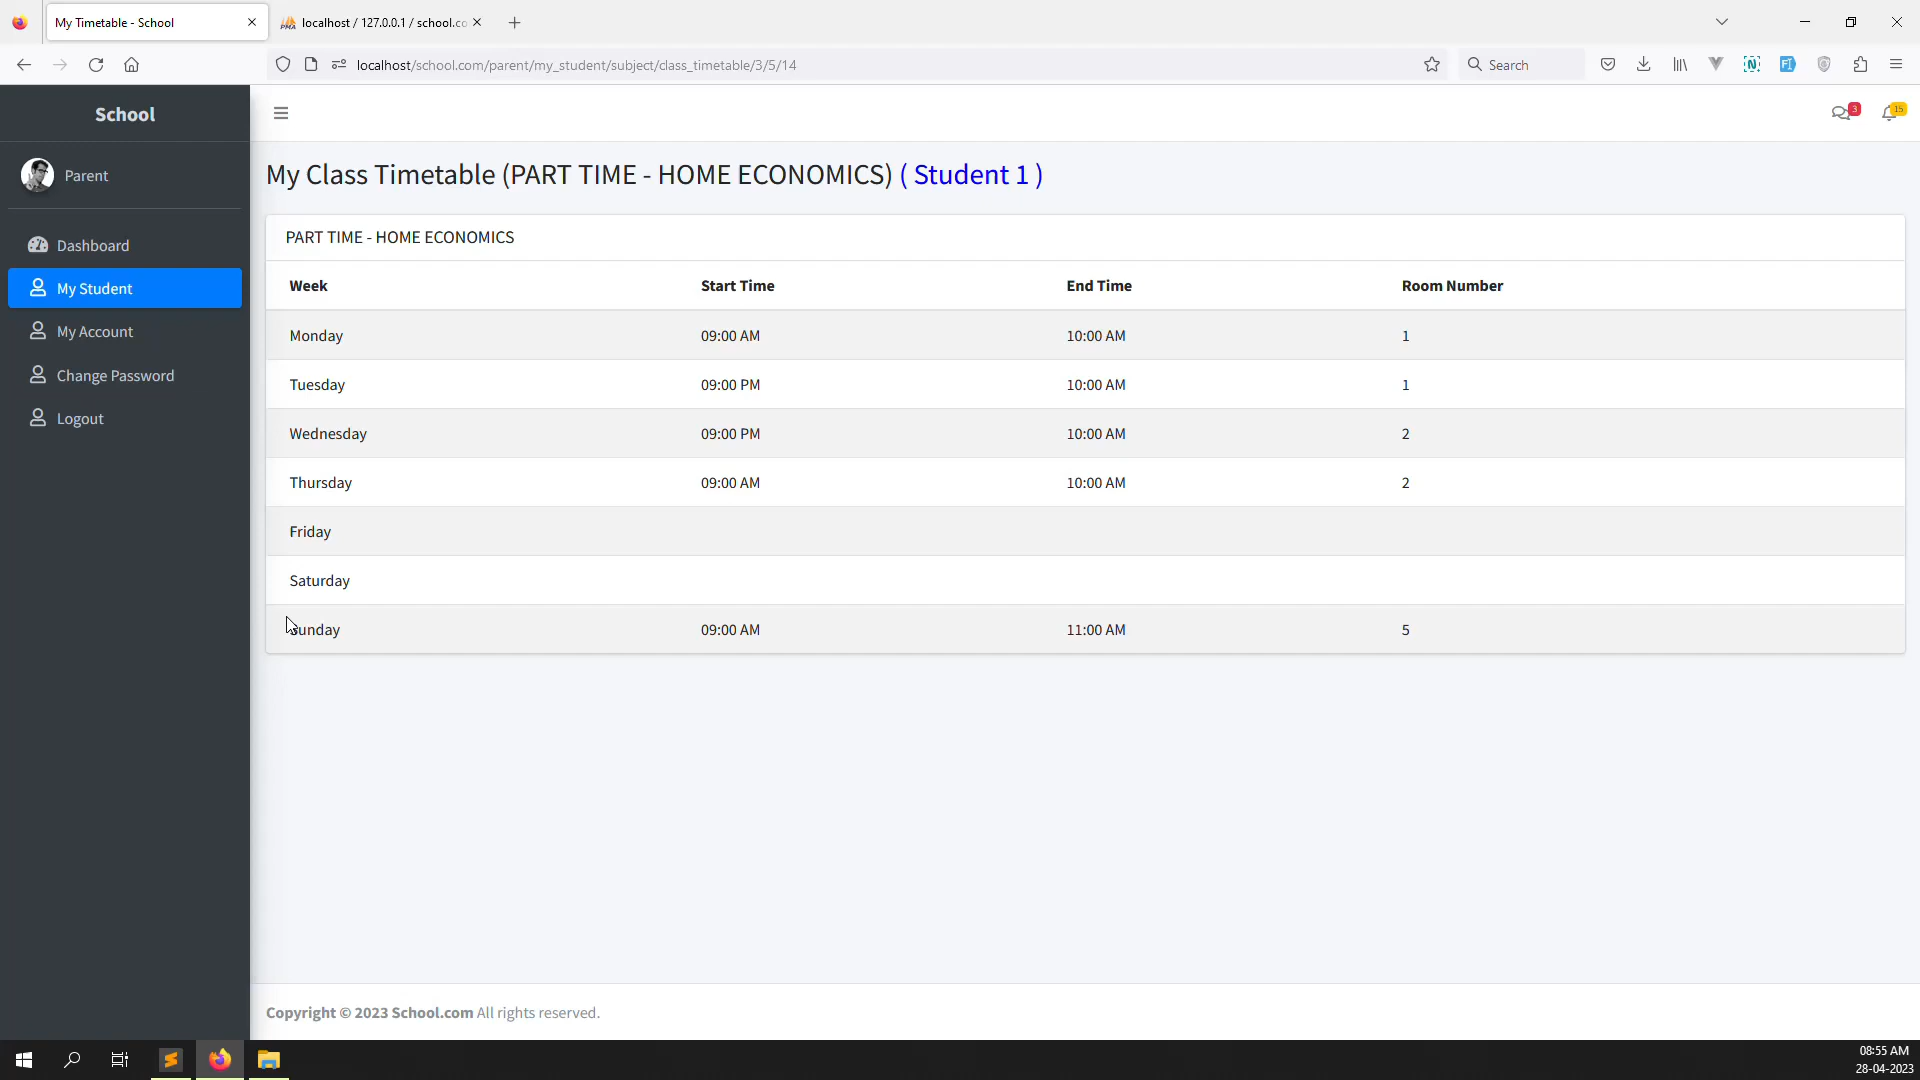 My Timetable - School
localhost / 127.0.0.1 / school.co
localhost/school.com/parent/my_student/subject/class_timetable/3/5/14
Search
School
3
15
Parent
Dashboard
My Student
My Account
Change Password
Logout
My Class Timetable (PART TIME - HOME ECONOMICS) ( Student 1 )
PART TIME - HOME ECONOMICS
Week Start Time End Time Room Number
Monday 09:00 AM 10:00 AM 1
Tuesday 09:00 PM 10:00 AM 1
Wednesday 09:00 PM 10:00 AM 2
Thursday 09:00 AM 10:00 AM 2
Friday
Saturday
Sunday 09:00 AM 11:00 AM 5
Copyright © 2023 School.com All rights reserved.
08:55 AM
28-04-2023